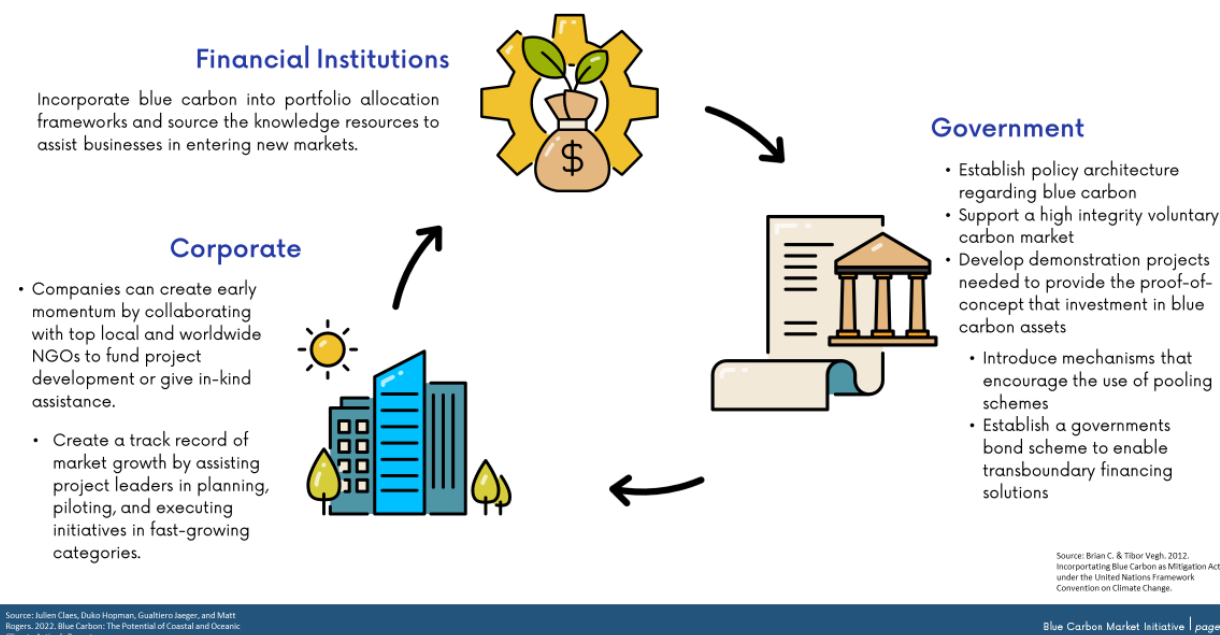 Financial Institutions
Incorporate blue carbon into portfolio allocation
frameworks and source the knowledge resources to
assist businesses in entering new markets.
$
Government
• Establish policy architecture
regarding blue carbon
• Support a high integrity voluntary
carbon market
• Develop demonstration projects
needed to provide the proof-of-
concept that investment in blue
carbon assets
• Introduce mechanisms that
encourage the use of pooling
schemes
• Establish a governments
bond scheme to enable
transboundary financing
solutions
Corporate
• Companies can create early
momentum by collaborating
with top local and worldwide
NGOs to fund project
development or give in-kind
assistance.
• Create a track record of
market growth by assisting
project leaders in planning,
piloting, and executing
initiatives in fast-growing
categories.
Source: Brian C. & Tibor Vegh. 2012.
Incorportating Blue Carbon as Mitigation Act
under the United Nations Framework
Convention on Climate Change.
Source: Julien Claes, Duko Hopman, Gualtiero Jaeger, and Matt
Rogers. 2022. Blue Carbon: The Potential of Coastal and Oceanic
Blue Carbon Market Initiative | page